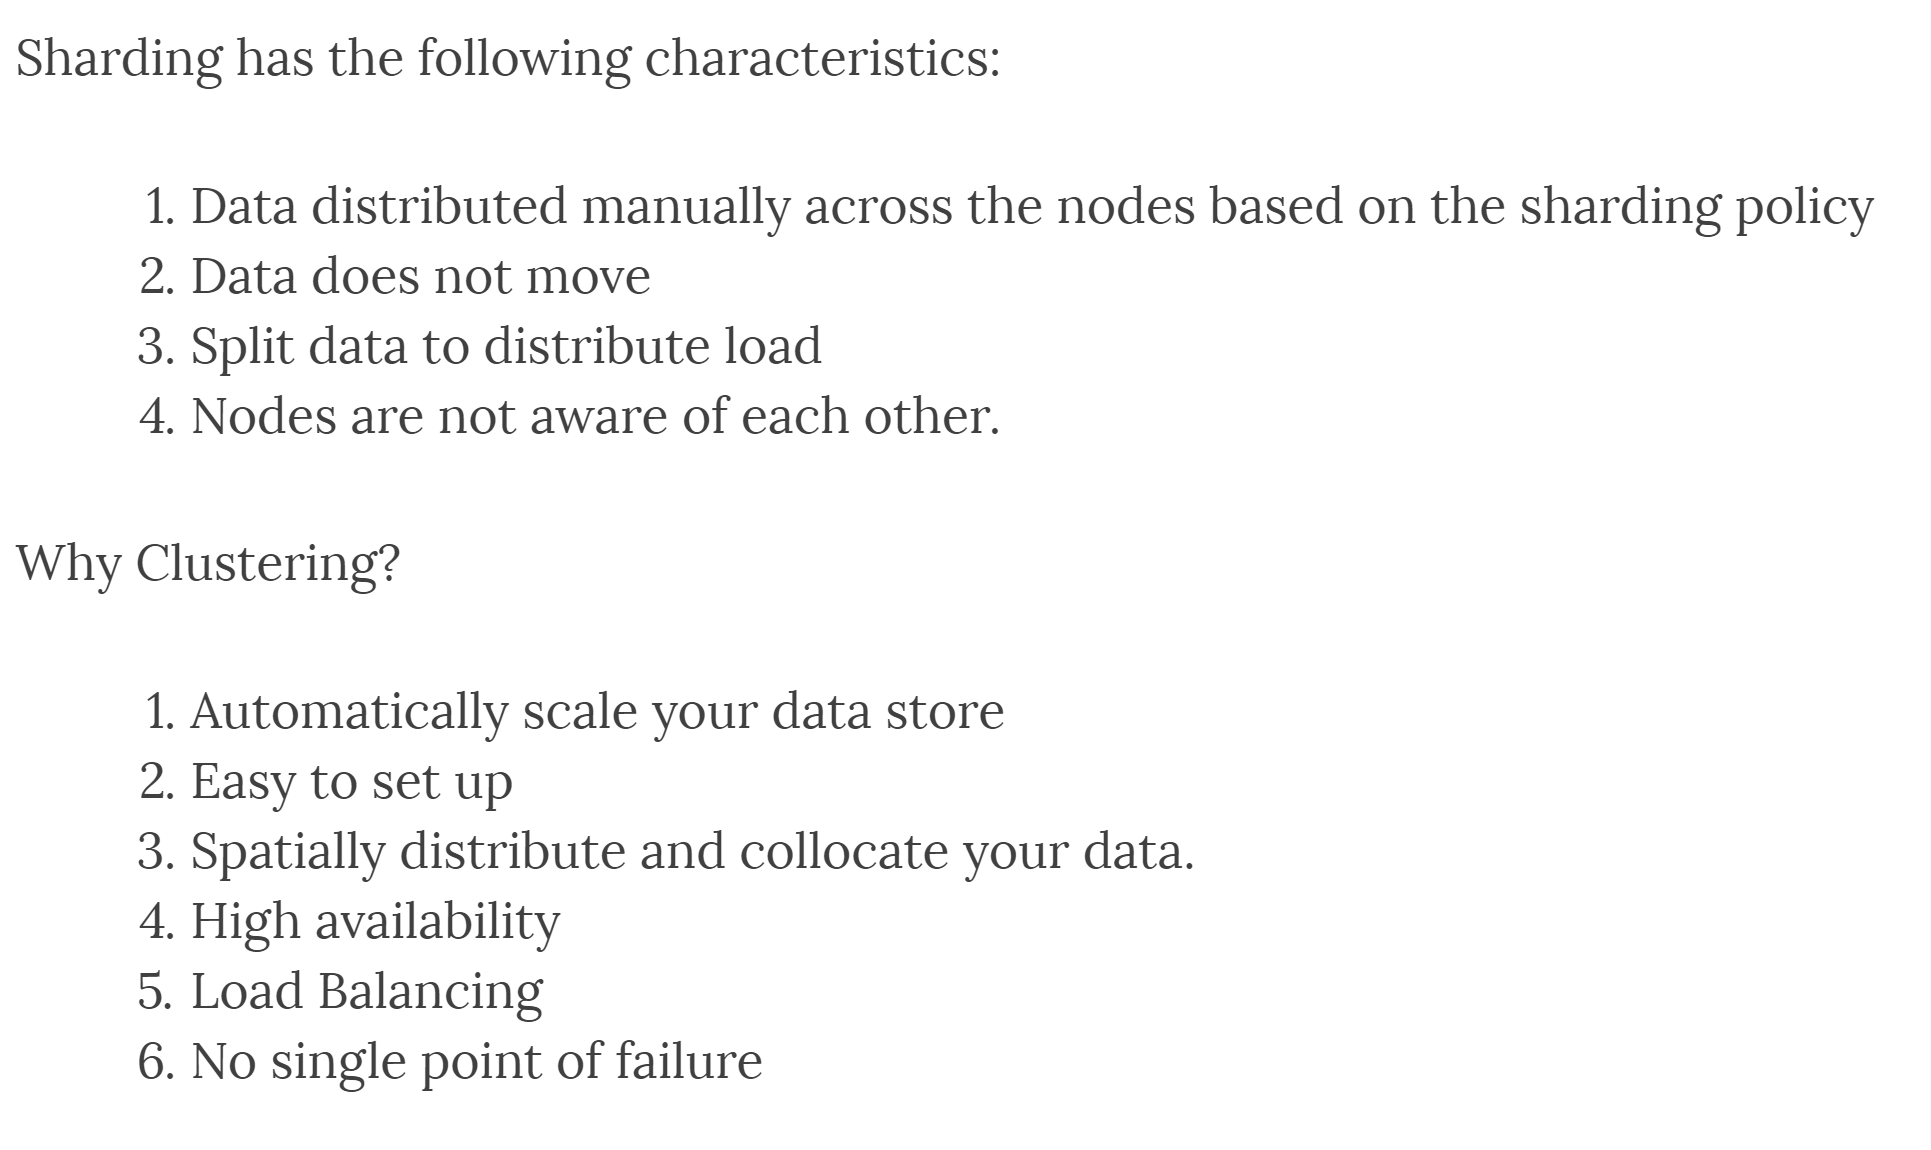 Sharding has the following characteristics:
1. Data distributed manually across the nodes based on the sharding policy
2. Data does not move
3. Split data to distribute load
4. Nodes are not aware of each other.
Why Clustering?
1. Automatically scale your data store
2. Easy to set up
3. Spatially distribute and collocate your data.
4. High availability
5. Load Balancing
6. No single point of failure